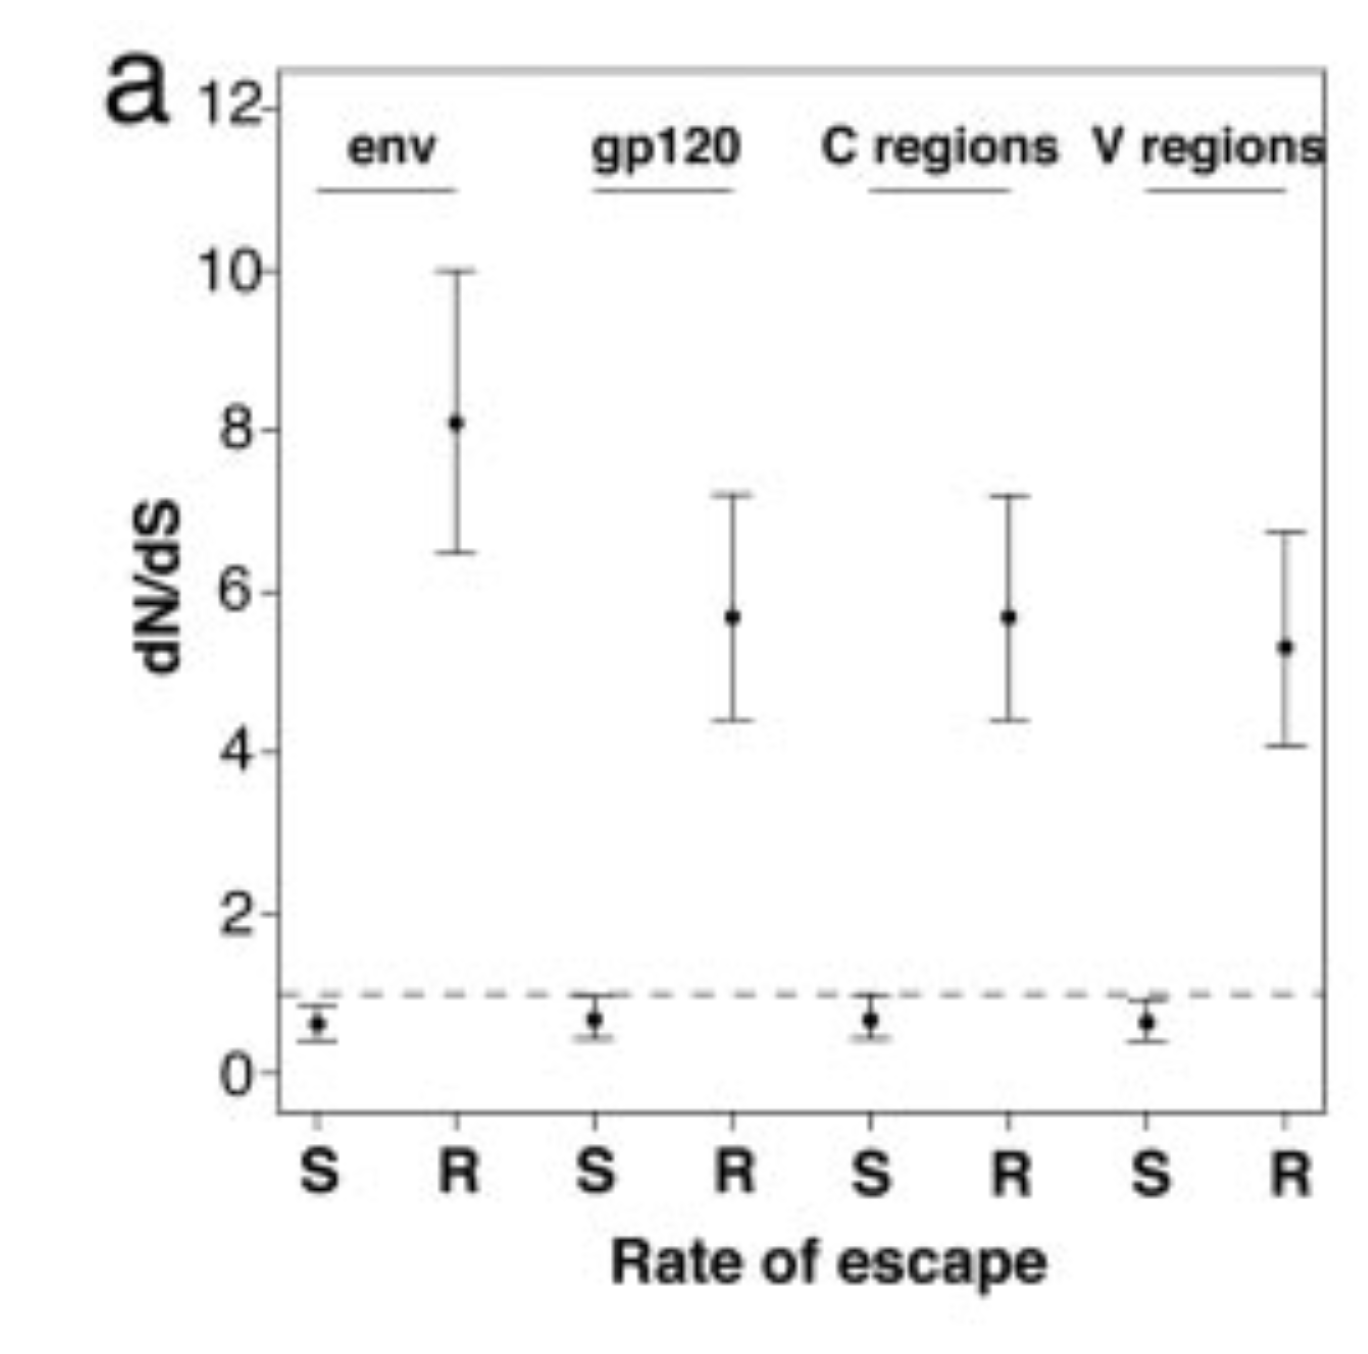 a
12
env gp120 C regions V regions
10
8
6
4
2
0
dN/dS
S R S R S R S R
Rate of escape